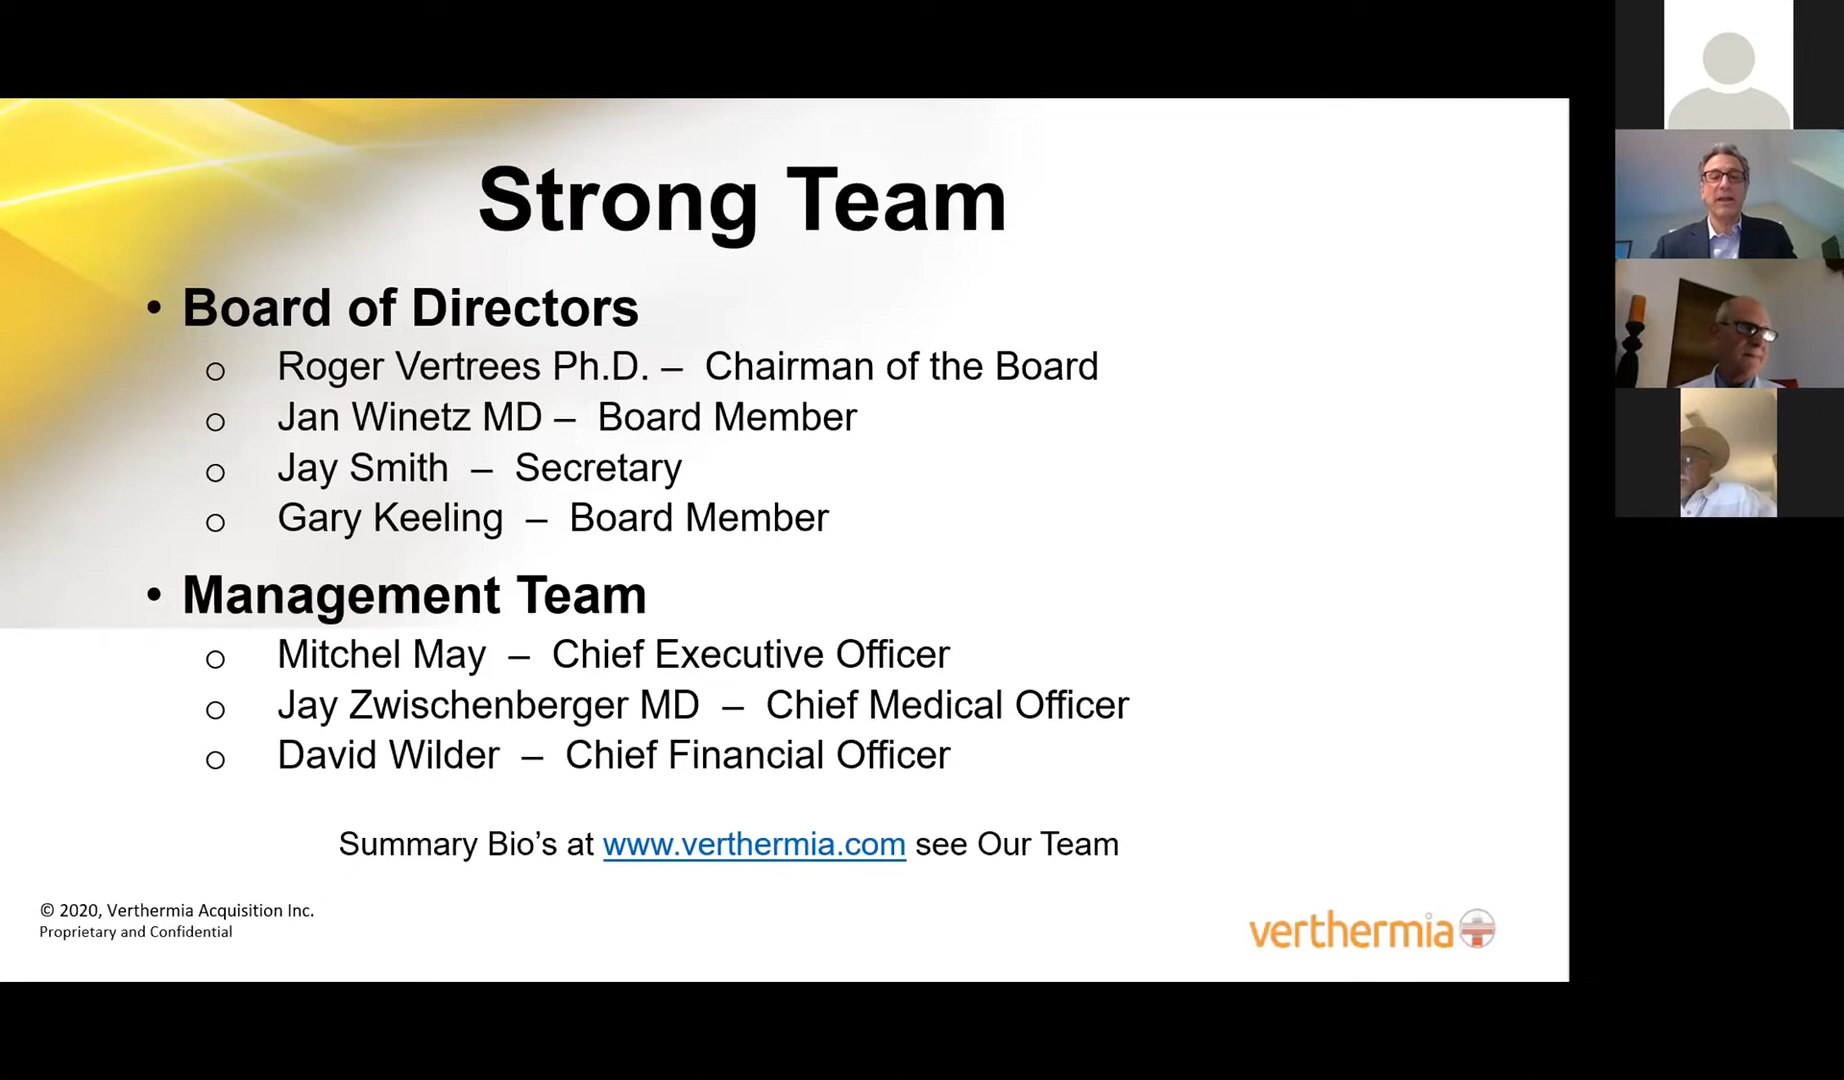 Strong Team
• Board of Directors
o Roger Vertrees Ph.D. – Chairman of the Board
o Jan Winetz MD – Board Member
o Jay Smith – Secretary
o Gary Keeling – Board Member
• Management Team
o Mitchel May – Chief Executive Officer
o Jay Zwischenberger MD – Chief Medical Officer
o David Wilder – Chief Financial Officer
Summary Bio’s at www.verthermia.com see Our Team
© 2020, Verthermia Acquisition Inc.
Proprietary and Confidential
verthermia